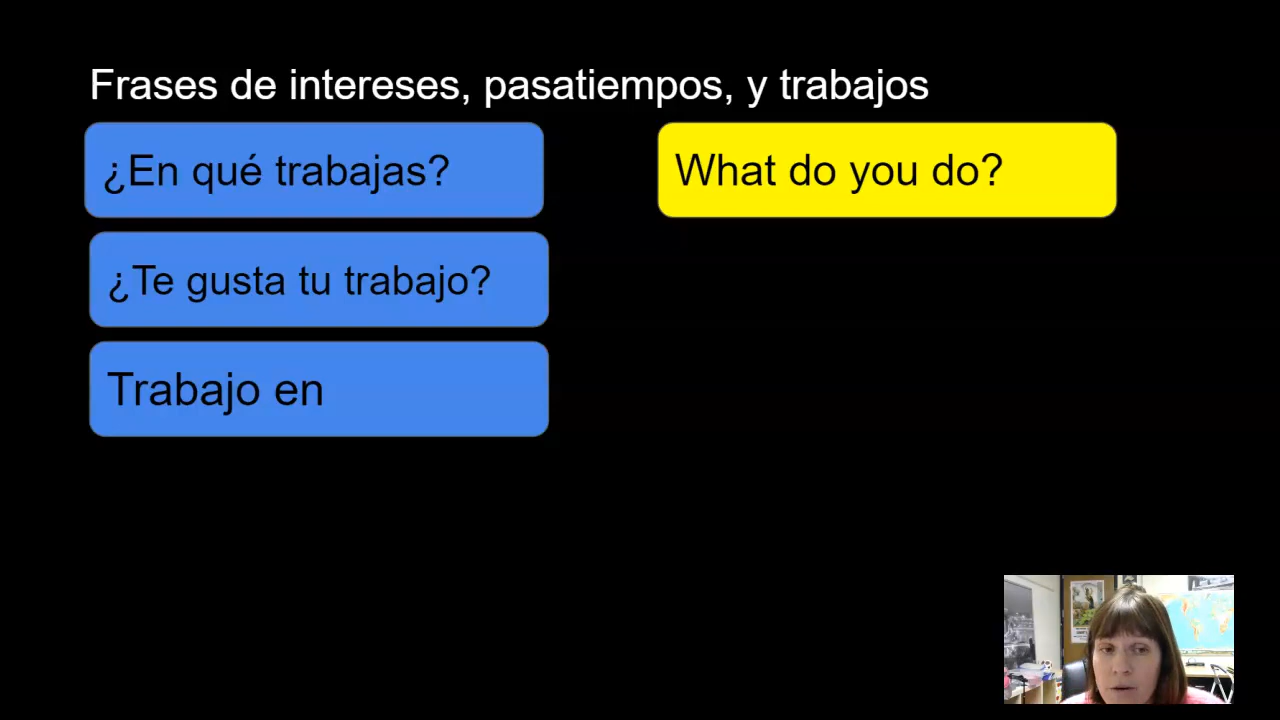 Frases de intereses, pasatiempos, y trabajos
¿En qué trabajas?
What do you do?
¿Te gusta tu trabajo?
Trabajo en